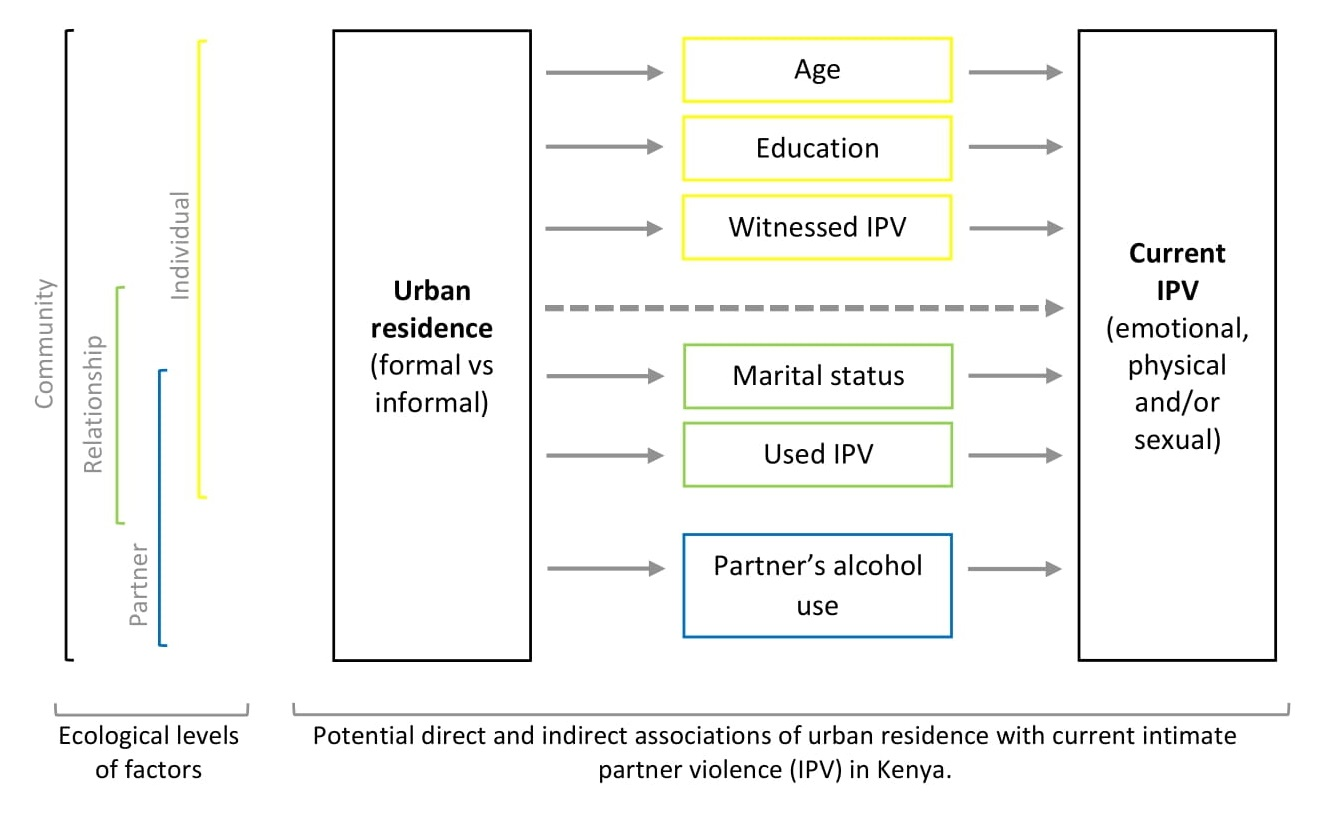 Community
Relationship
Partner
Individual
Urban
residence
(formal vs
informal)
Age
Education
Witnessed IPV
Marital status
Used IPV
Partner’s alcohol
use
Current
IPV
(emotional,
physical
and/or
sexual)
Ecological levels
of factors
Potential direct and indirect associations of urban residence with current intimate
partner violence (IPV) in Kenya.